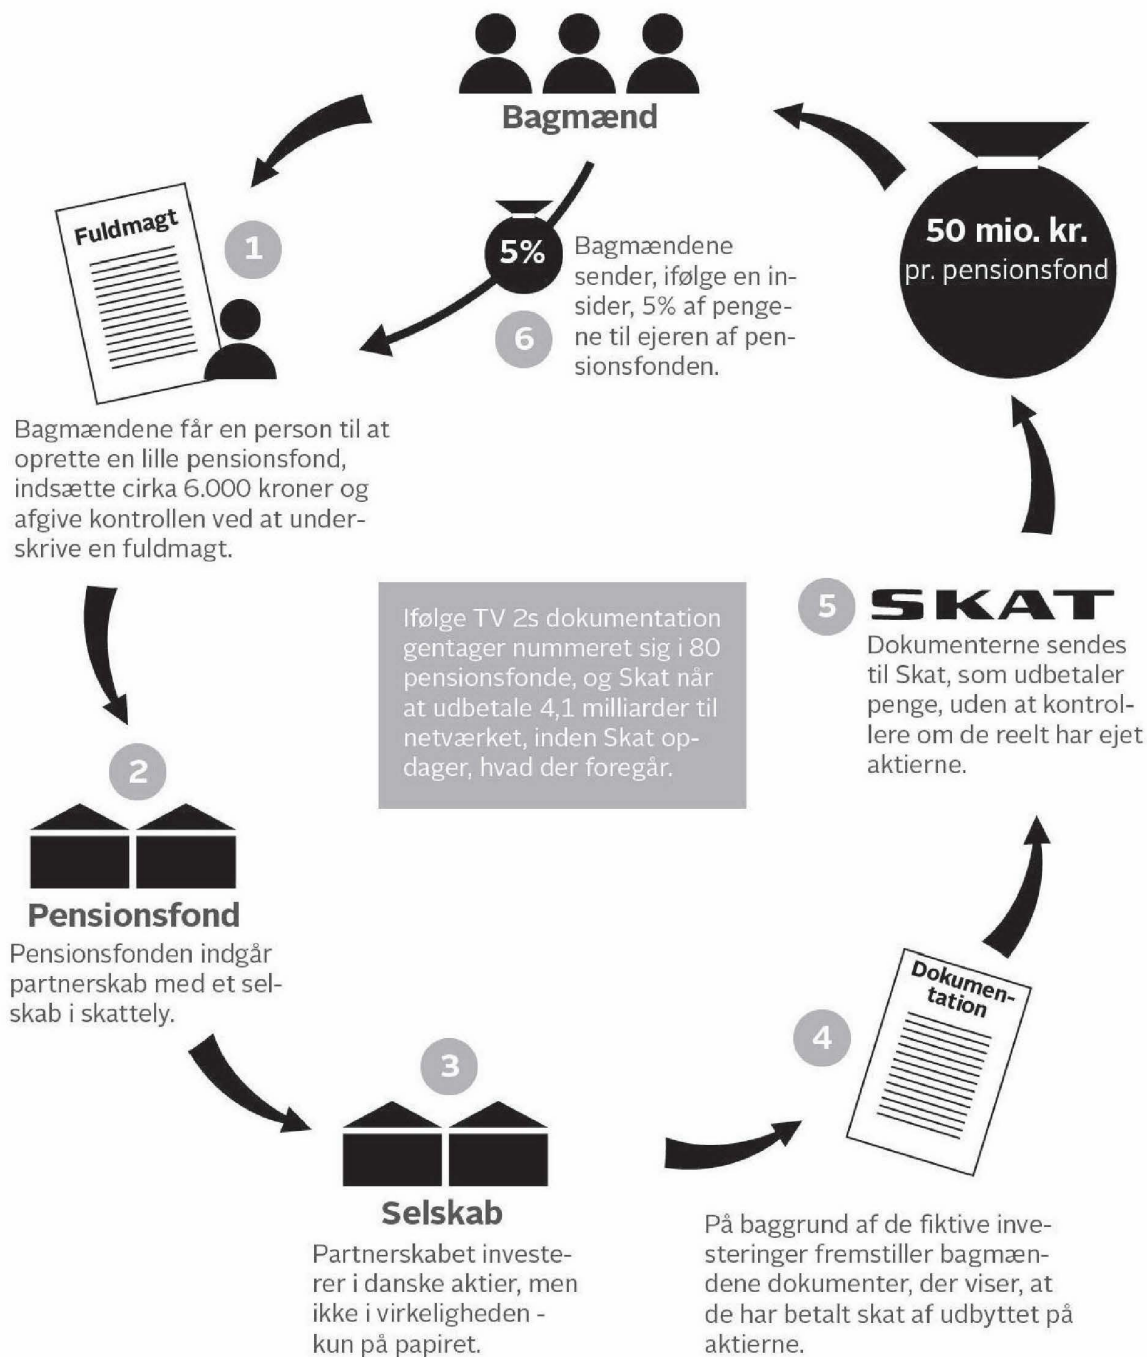 Bagmænd
Fuldmagt
1
Bagmændene får en person til at
oprette en lille pensionsfond,
indsætte cirka 6.000 kroner og
afgive kontrollen ved at under-
skrive en fuldmagt.
2
Pensionsfond
Pensionsfonden indgår
partnerskab med et sel-
skab i skattely.
3
Selskab
Partnerskabet investe-
rer i danske aktier, men
ikke i virkeligheden -
kun på papiret.
4
Dokumen-
tation
På baggrund af de fiktive inve-
steringer fremstiller bagmæn-
dene dokumenter, der viser, at
de har betalt skat af udbyttet på
aktierne.
5
SKAT
Dokumenterne sendes
til Skat, som udbetaler
penge, uden at kontrol-
lere om de reelt har ejet
aktierne.
50 mio. kr.
pr. pensionsfond
5%
6
Bagmændene
sender, ifølge en in-
sider, 5% af penge-
ne til ejeren af pen-
sionsfonden.
Ifølge TV 2s dokumentation
gentager nummeret sig i 80
pensionsfonde, og Skat når
at udbetale 4,1 milliarder til
netværket, inden Skat op-
dager, hvad der foregår.